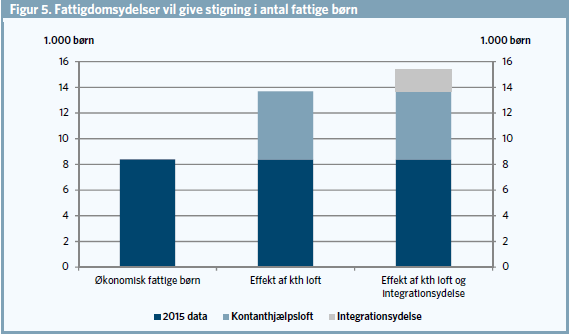 Figur 5. Fattigdomsydelser vil give stigning i antal fattige børn
1.000 børn 1.000 børn
16 16
14 14
12 12
10 10
8 8
6 6
4 4
2 2
0 0
Økonomisk fattige børn Effekt af kth loft Effekt af kth loft og
integrationsydelse
2015 data Kontanthjælpsloft Integrationsydelse